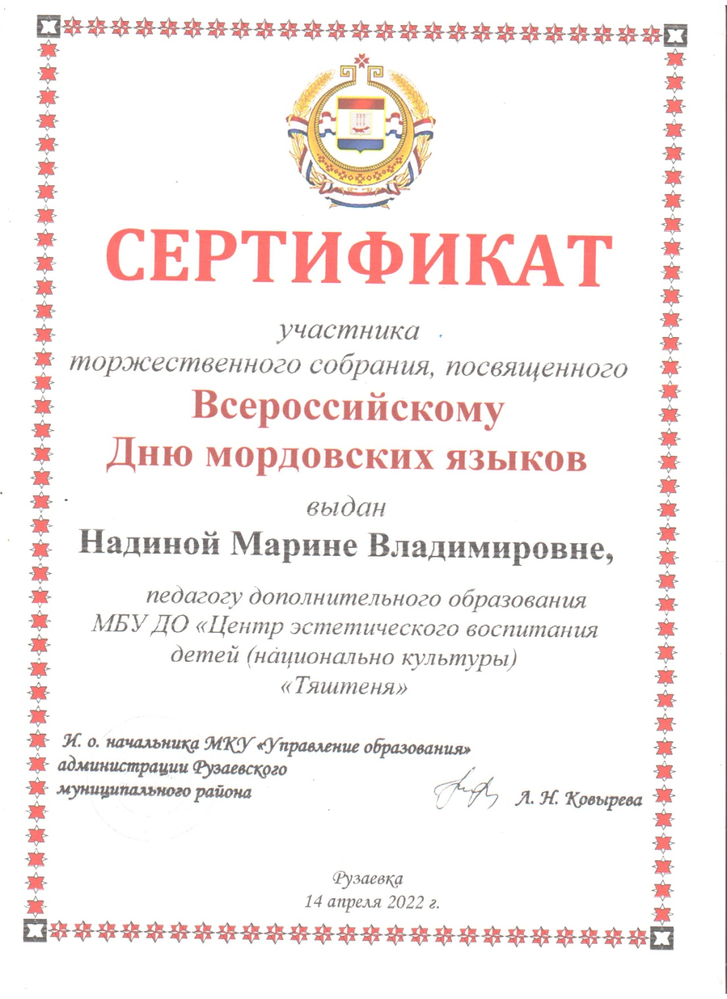 СЕРТИФИКАТ
участника
торжественного собрания, посвященного
Всероссийскому
Дню мордовских языков
выдан
Надиной Марине Владимировне,
педагогу дополнительного образования
МБУ ДО «Центр эстетического воспитания
детей (национально культуры)
«Тяштеня»
И. о. начальника МКУ «Управление образования»
администрации Рузаевского
муниципального района
Л. Н. Ковырева
Рузаевка
14 апреля 2022 г.